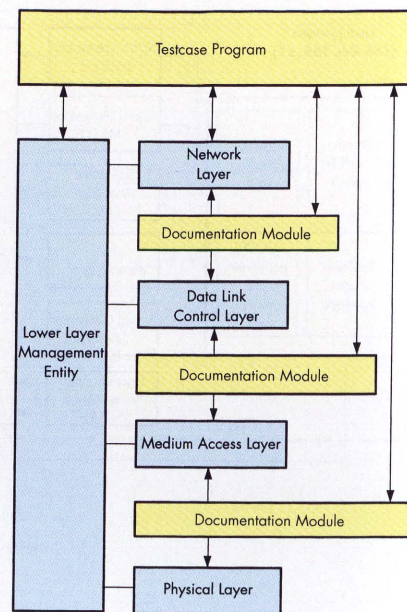 Testcase Program
Network
Layer
Documentation Module
Data Link
Control Layer
Lower Layer
Management
Entity
Documentation Module
Medium Access Layer
Documentation Module
Physical Layer